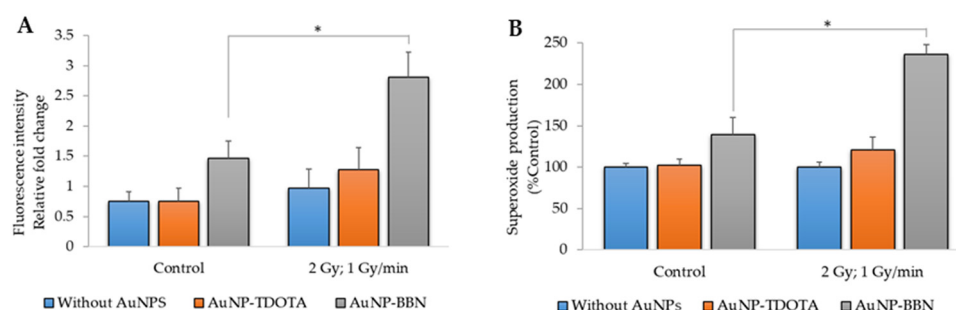 A
Fluorescence intensity
Relative fold change
3.5
3
2.5
2
1.5
1
0.5
0
*
Control
2 Gy; 1 Gy/min
Without AuNPS
AuNP-TDOTA
AuNP-BBN
B
Superoxide production
(%Control)
250
200
150
100
50
0
*
Control
2 Gy; 1 Gy/min
Without AuNPs
AuNP-TDOTA
AuNP-BBN